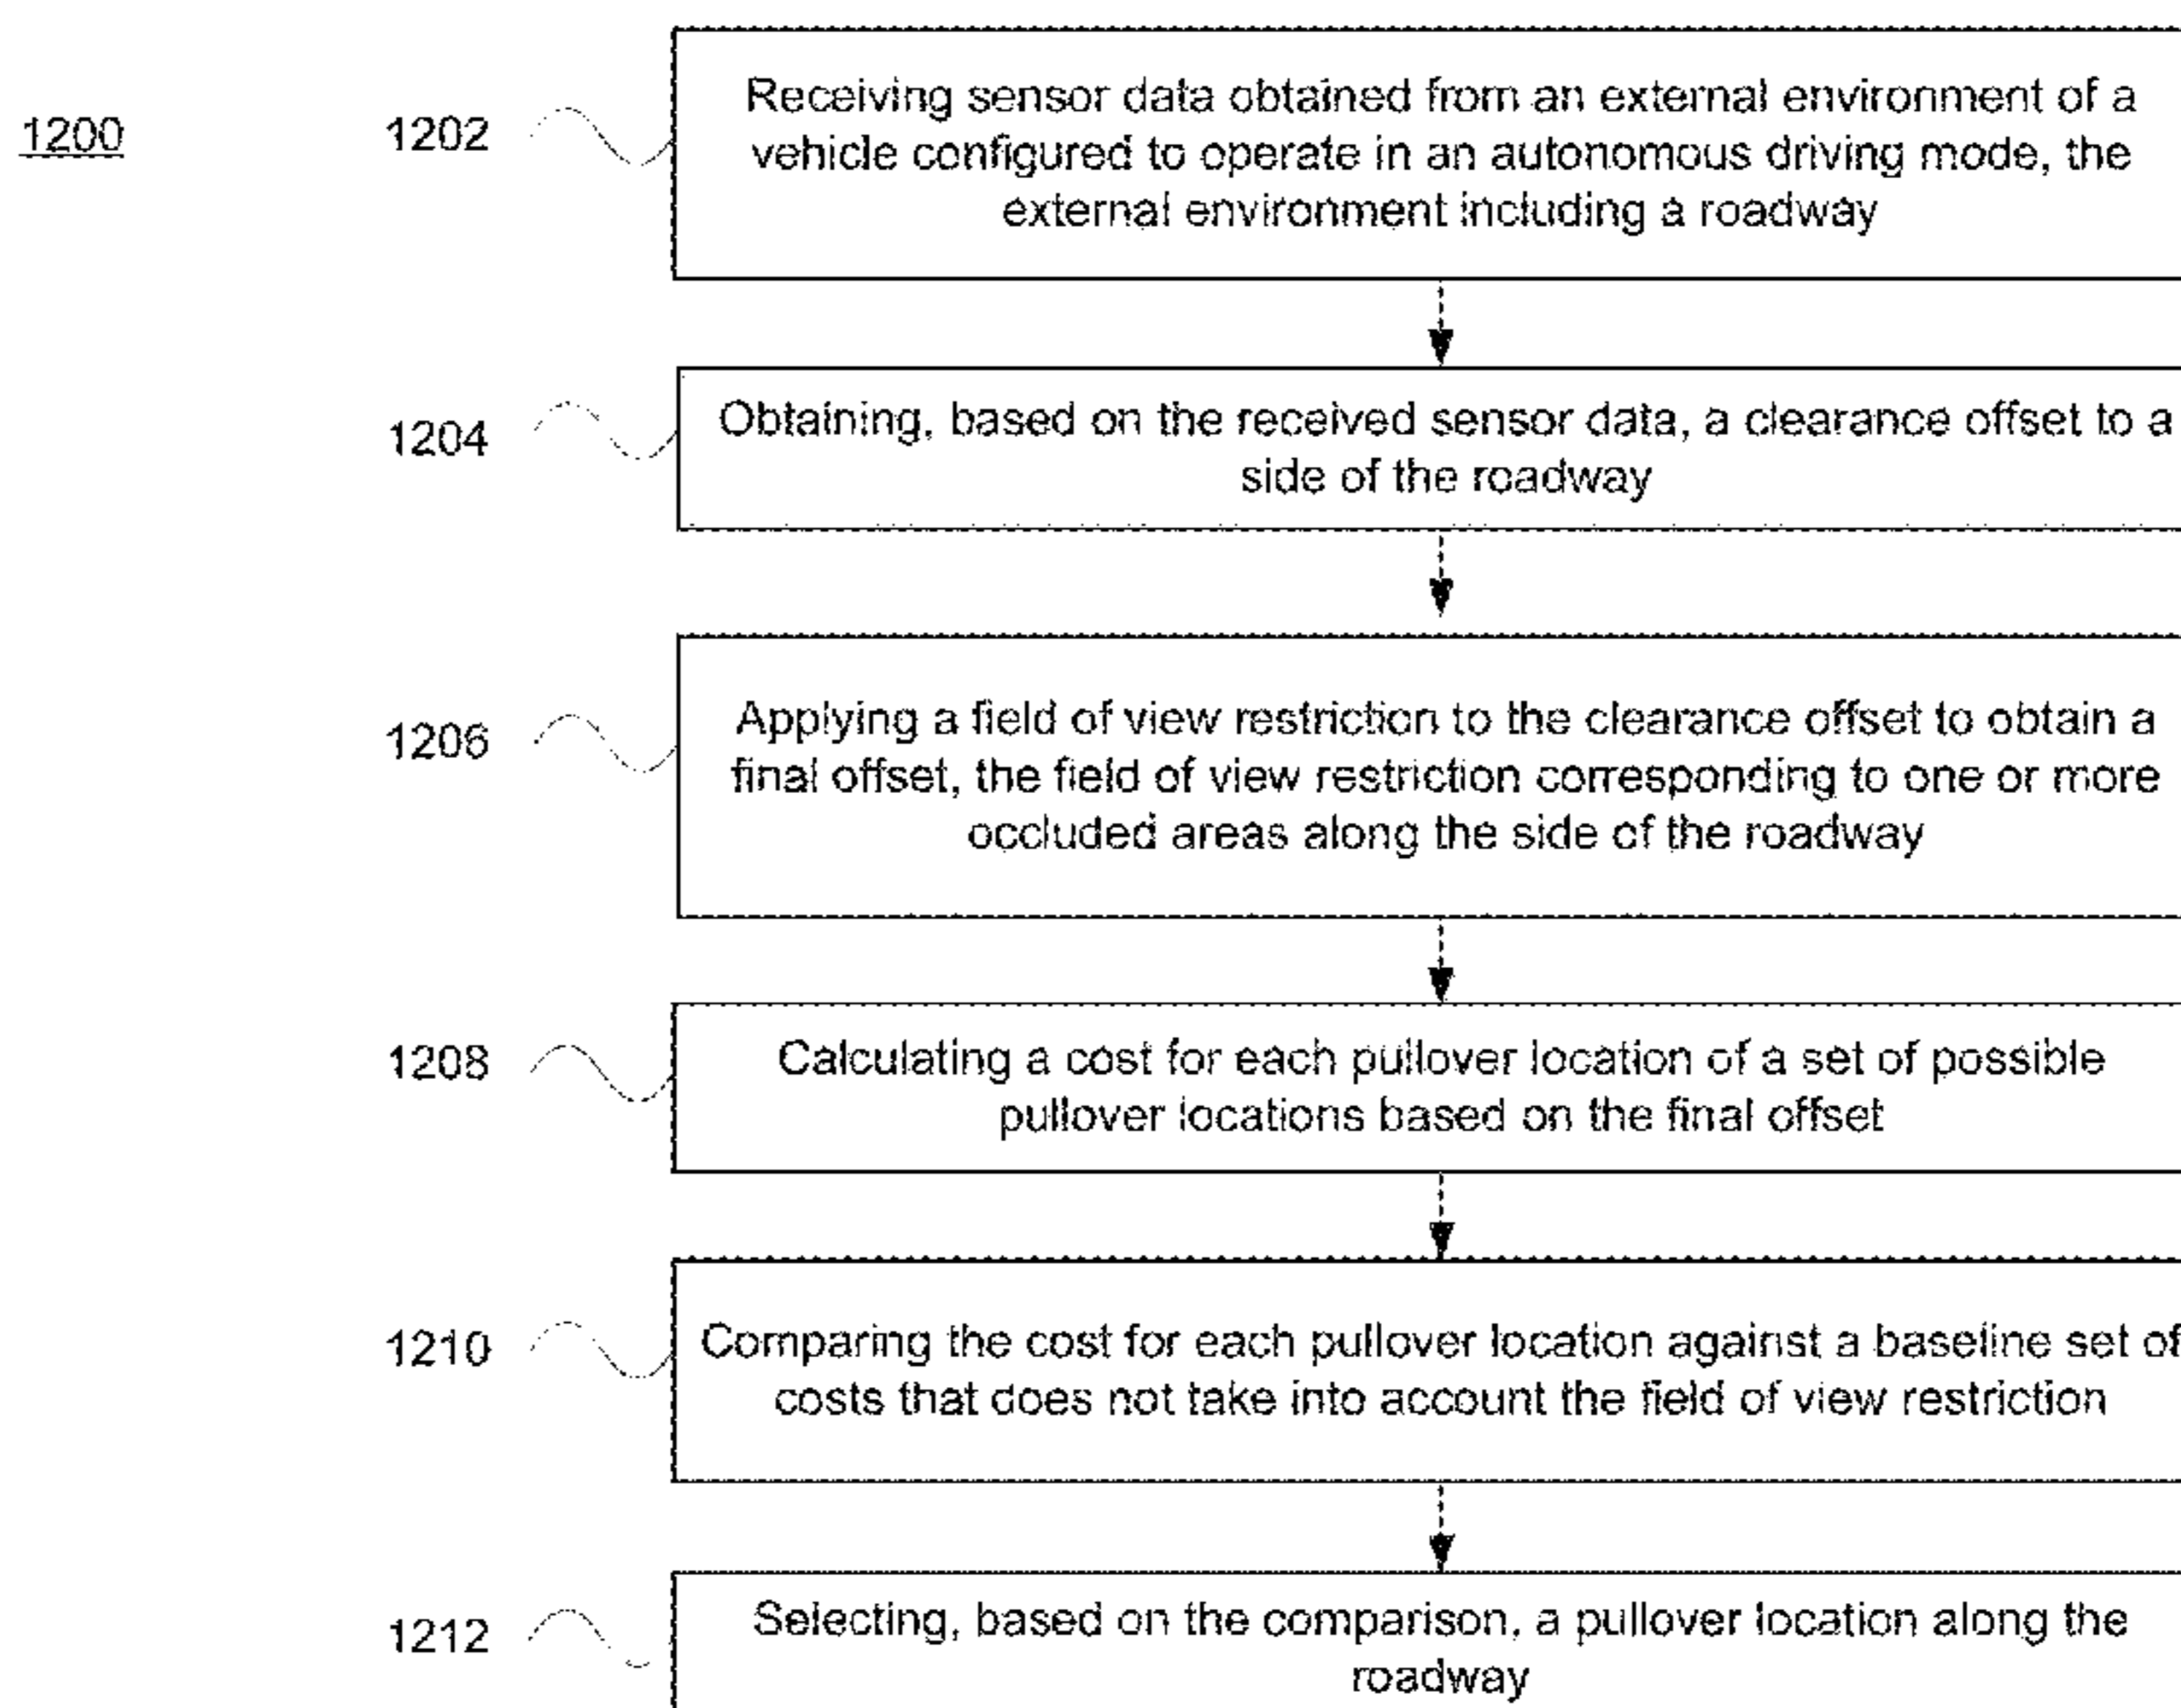 1200
1202
Receiving sensor data obtained from an external environment of a
vehicle configured to operate in an autonomous driving mode, the
external environment including a roadway
1204
Obtaining, based on the received sensor data, a clearance offset to a
side of the roadway
1206
Applying a field of view restriction to the clearance offset to obtain a
final offset, the field of view restriction corresponding to one or more
occluded areas along the side of the roadway
1208
Calculating a cost for each pullover location of a set of possible
pullover locations based on the final offset
1210
Comparing the cost for each pullover location against a baseline set of
costs that does not take into account the field of view restriction
1212
Selecting, based on the comparison, a pullover location along the
roadway